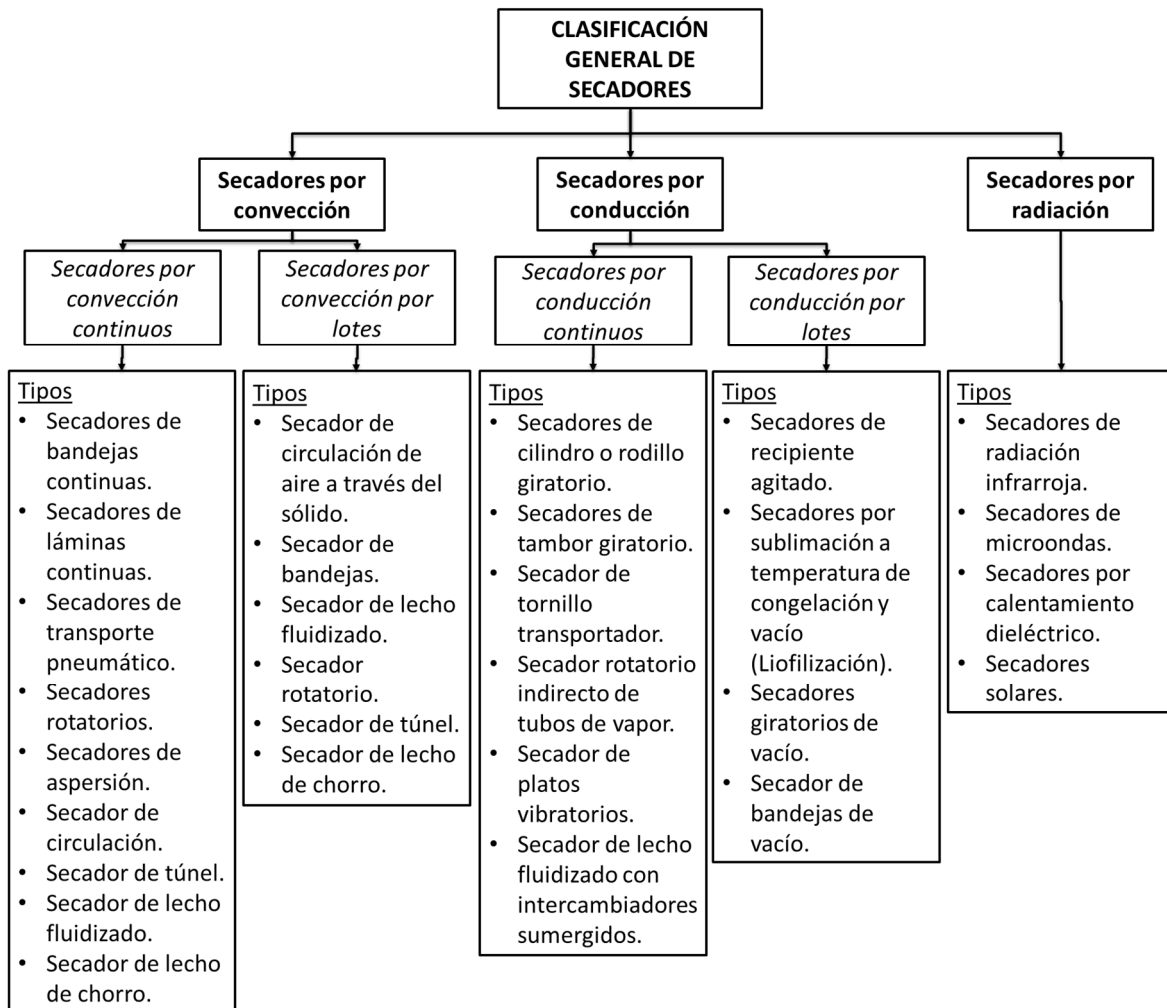 CLASIFICACIÓN
GENERAL DE
SECADORES
Secadores por
convección
Secadores por
conducción
Secadores por
radiación
Secadores por
convección
continuos
Secadores por
convección por
lotes
Secadores por
conducción
continuos
Secadores por
conducción por
lotes
Tipos
• Secadores de
bandejas
continuas.
• Secadores de
láminas
continuas.
• Secadores de
transporte
pneumático.
• Secadores
rotatorios.
• Secadores de
aspersión.
• Secador de
circulación.
• Secador de túnel.
• Secador de lecho
fluidizado.
• Secador de lecho
de chorro.
Tipos
• Secador de
circulación de
aire a través del
sólido.
• Secador de
bandejas.
• Secador de lecho
fluidizado.
• Secador
rotatorio.
• Secador de túnel.
• Secador de lecho
de chorro.
Tipos
• Secadores de
cilindro o rodillo
giratorio.
• Secadores de
tambor giratorio.
• Secador de
tornillo
transportador.
• Secador rotatorio
indirecto de
tubos de vapor.
• Secador de
platos
vibratorios.
• Secador de lecho
fluidizado con
intercambiadores
sumergidos.
Tipos
• Secadores de
recipiente
agitado.
• Secadores por
sublimación a
temperatura de
congelación y
vacío
(Liofilización).
• Secadores
giratorios de
vacío.
• Secador de
bandejas de
vacío.
Tipos
• Secadores de
radiación
infrarroja.
• Secadores de
microondas.
• Secadores por
calentamiento
dieléctrico.
• Secadores
solares.